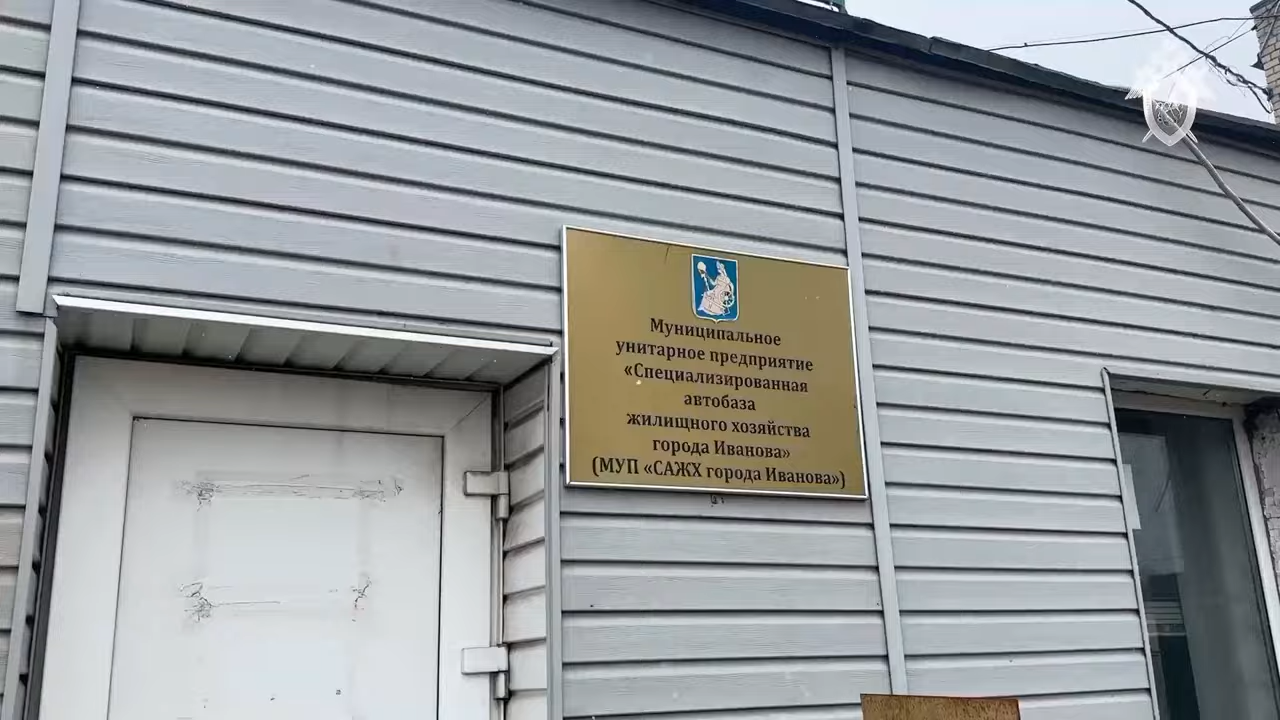 Муниципальное
унитарное предприятие
«Специализированная
автобаза
жилищного хозяйства
города Иванова»
(МУП «САЖХ города Иванова»)